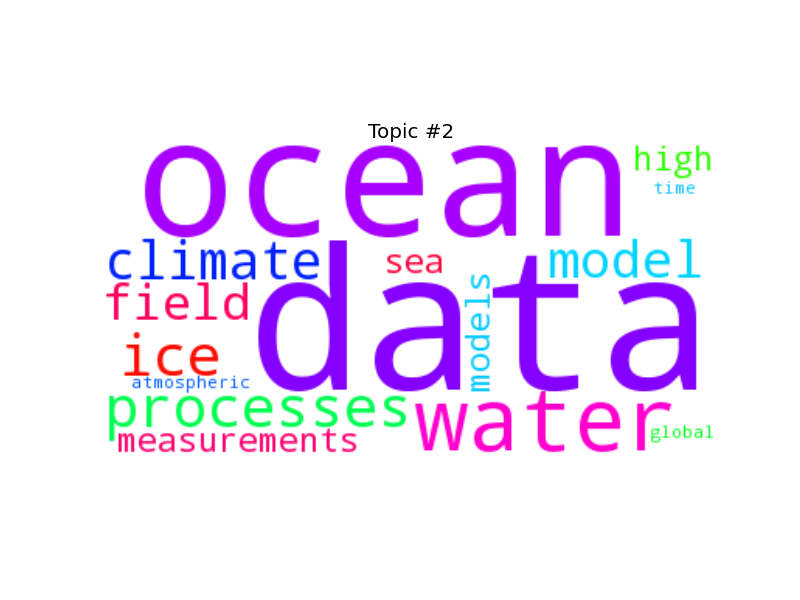 Topic #2
ocean
high
time
climate
sea
model
data
field
models
ice
atmospheric
processes
water
measurements
global